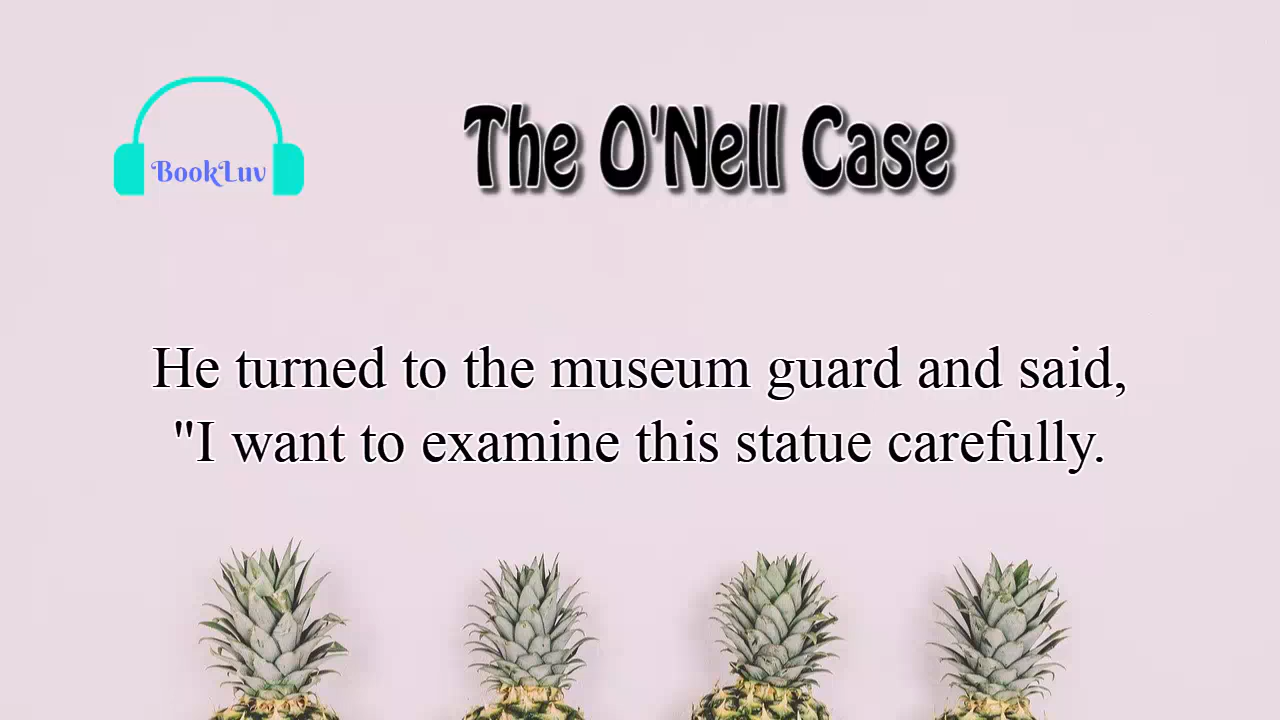 BookLuv
The O'Nell Case
He turned to the museum guard and said,
"I want to examine this statue carefully.